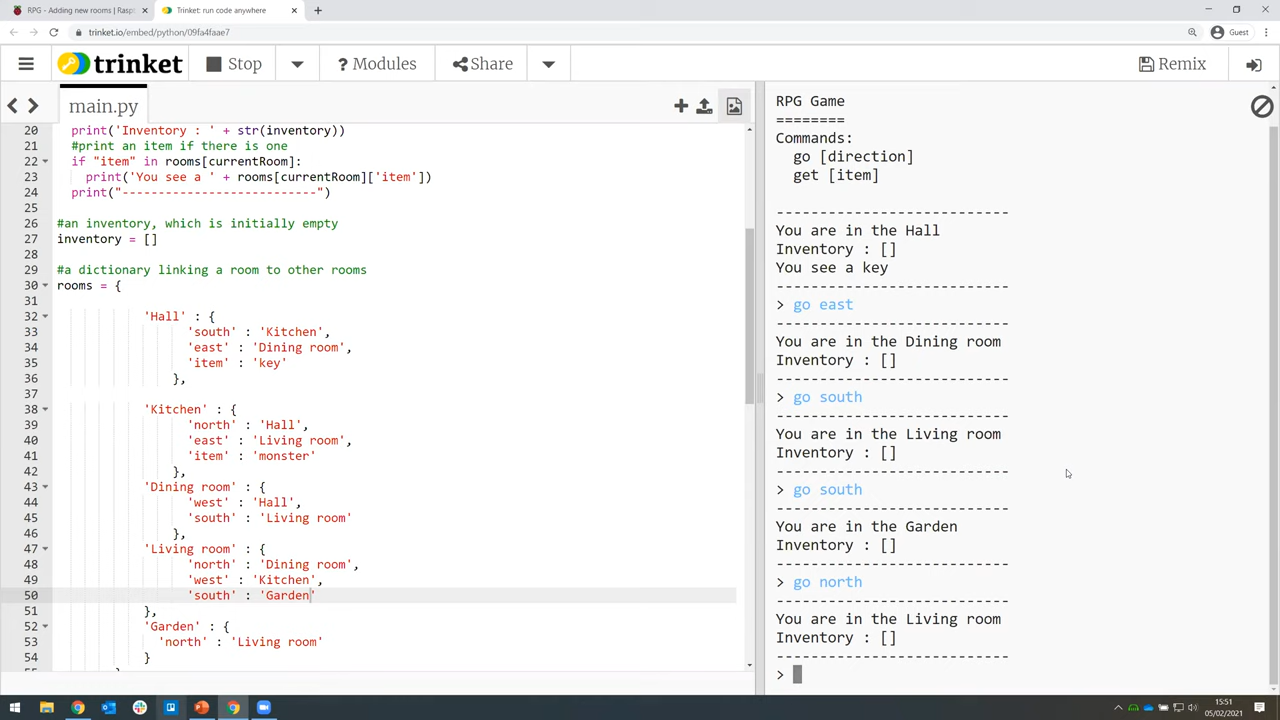 RPG - Adding new rooms | Rasp
Trinket: run code anywhere
trinket.io/embed/python/09fa4faae7
Guest
trinket
Stop
? Modules
Share
Remix
main.py
20 print('Inventory : ' + str(inventory))
21 #print an item if there is one
22 if "item" in rooms[currentRoom]:
23 print('You see a ' + rooms[currentRoom]['item'])
24 print("---------------------------")
25
26 #an inventory, which is initially empty
27 inventory = []
28
29 #a dictionary linking a room to other rooms
30 rooms = {
31
32 'Hall' : {
33 'south' : 'Kitchen',
34 'east' : 'Dining room',
35 'item' : 'key'
36 },
37
38 'Kitchen' : {
39 'north' : 'Hall',
40 'east' : 'Living room',
41 'item' : 'monster'
42 },
43 'Dining room' : {
44 'west' : 'Hall',
45 'south' : 'Living room'
46 },
47 'Living room' : {
48 'north' : 'Dining room',
49 'west' : 'Kitchen',
50 'south' : 'Garden'
51 },
52 'Garden' : {
53 'north' : 'Living room'
54 }
RPG Game
========
Commands:
go [direction]
get [item]
---------------------------
You are in the Hall
Inventory : []
You see a key
---------------------------
> go east
---------------------------
You are in the Dining room
Inventory : []
---------------------------
> go south
---------------------------
You are in the Living room
Inventory : []
---------------------------
> go south
---------------------------
You are in the Garden
Inventory : []
---------------------------
> go north
---------------------------
You are in the Living room
Inventory : []
---------------------------
>
15:51
05/02/2021